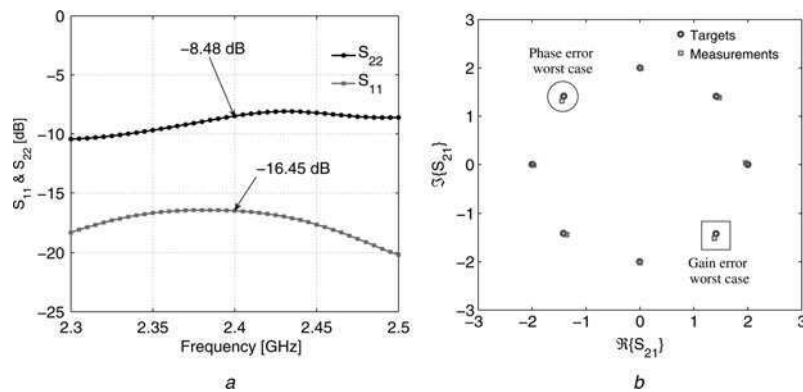 0
−5
−10
−15
−20
−25
S11 & S22 [dB]
−8.48 dB
S22
S11
−16.45 dB
2.3
2.35
2.4
2.45
2.5
Frequency [GHz]
a
3
2
1
0
−1
−2
−3
ℑ{S21}
Phase error
worst case
Targets
Measurements
Gain error
worst case
−3
−2
−1
0
1
2
3
ℜ{S21}
b